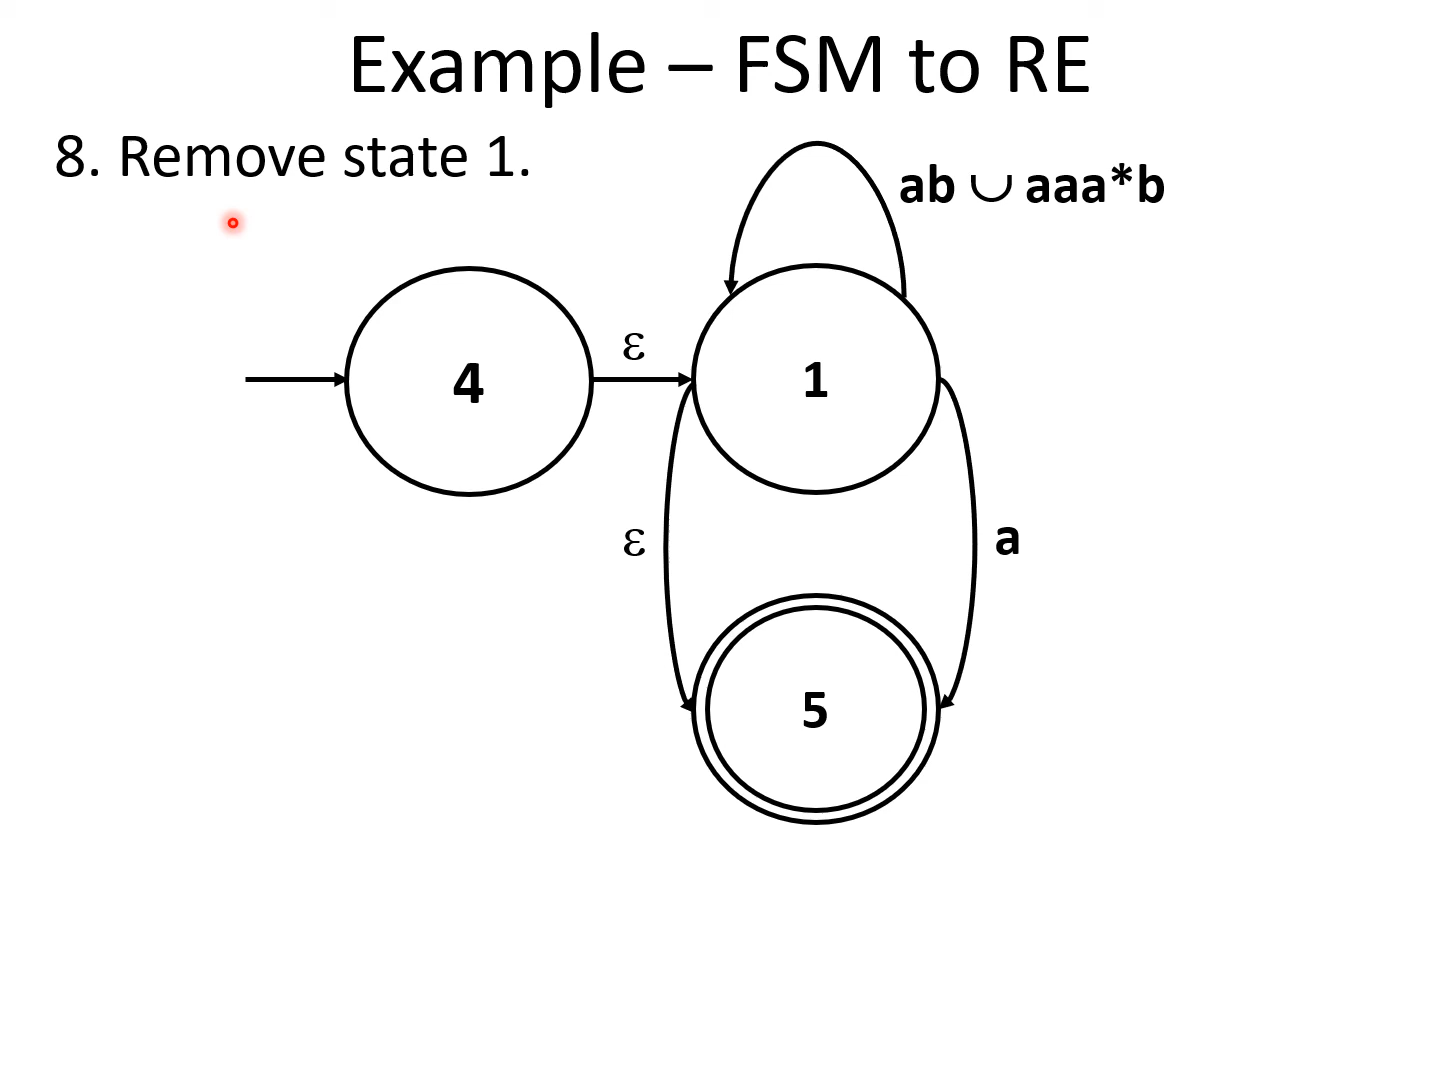 Example – FSM to RE
8. Remove state 1.
ab ∪ aaa*b
ε
4
1
ε
a
5